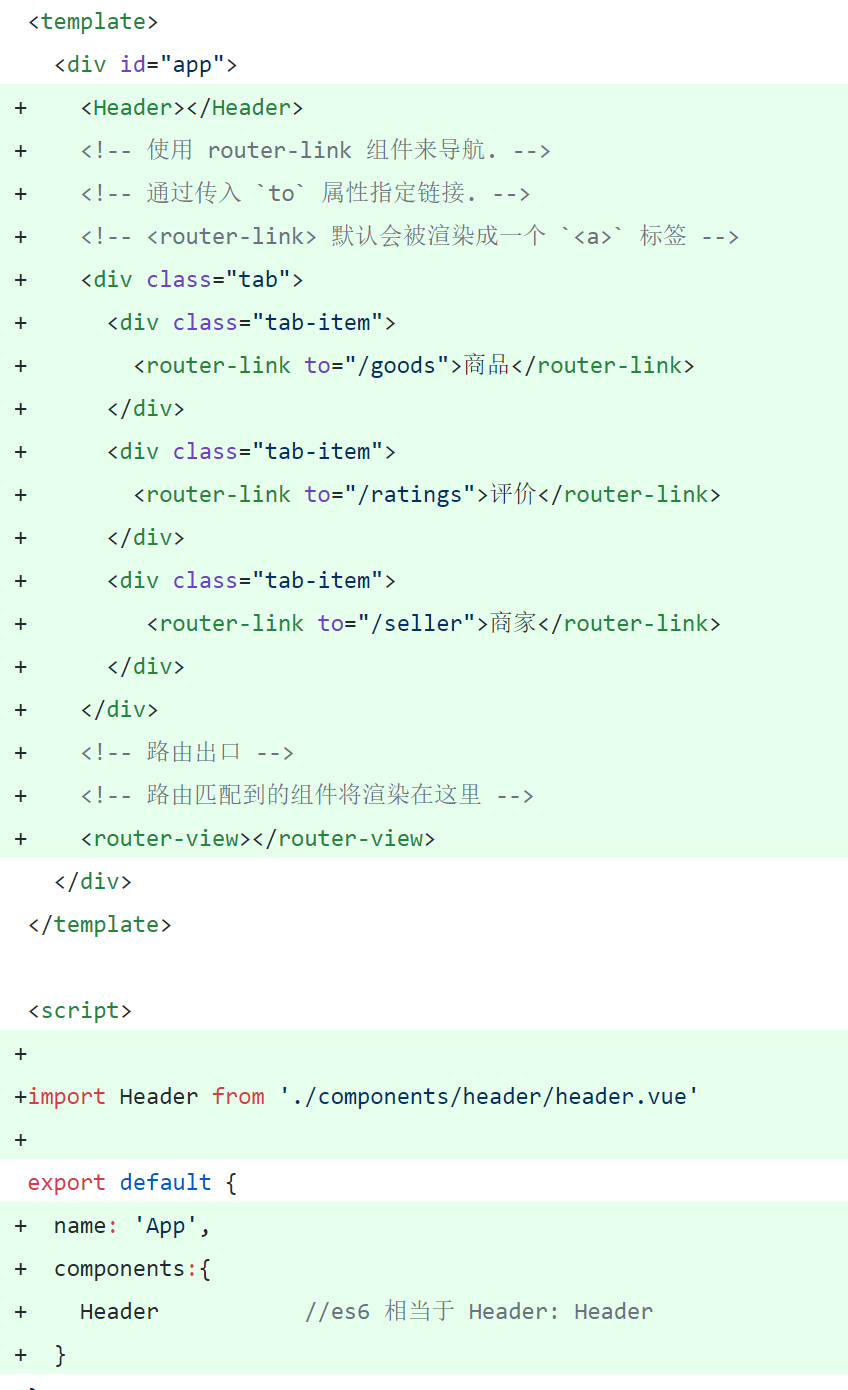 <template>
  <div id="app">
+    <Header></Header>
+    <!-- 使用 router-link 组件来导航. -->
+    <!-- 通过传入 `to` 属性指定链接. -->
+    <!-- <router-link> 默认会被渲染成一个 `<a>` 标签 -->
+    <div class="tab">
+      <div class="tab-item">
+        <router-link to="/goods">商品</router-link>
+      </div>
+      <div class="tab-item">
+        <router-link to="/ratings">评价</router-link>
+      </div>
+      <div class="tab-item">
+         <router-link to="/seller">商家</router-link>
+      </div>
+    </div>
+    <!-- 路由出口 -->
+    <!-- 路由匹配到的组件将渲染在这里 -->
+    <router-view></router-view>
  </div>
</template>

<script>
+
+import Header from './components/header/header.vue'
+
export default {
+  name: 'App',
+  components:{
+    Header           //es6 相当于 Header: Header
+  }